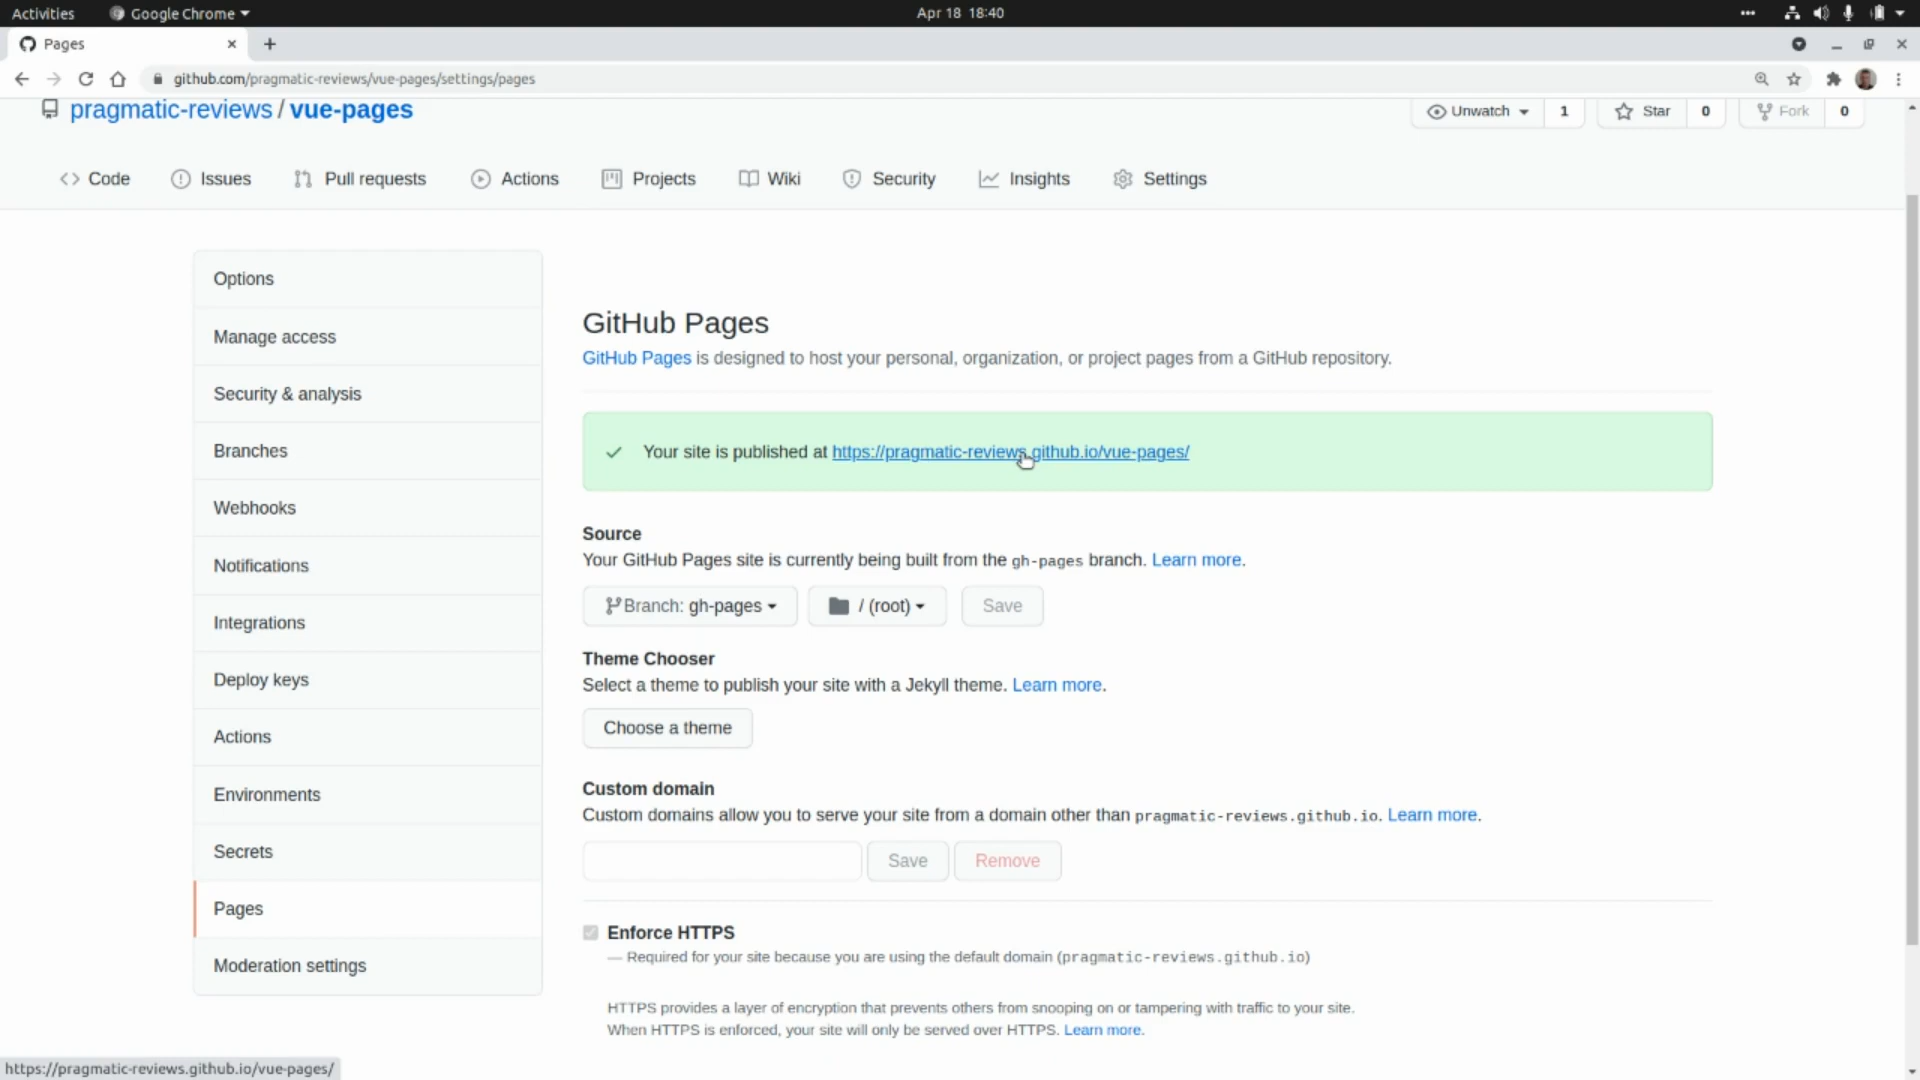 Activities
Google Chrome
Apr 18 18:40
Pages
github.com/pragmatic-reviews/vue-pages/settings/pages
pragmatic-reviews / vue-pages
Unwatch 1
Star 0
Fork 0
Code
Issues
Pull requests
Actions
Projects
Wiki
Security
Insights
Settings
Options
Manage access
Security & analysis
Branches
Webhooks
Notifications
Integrations
Deploy keys
Actions
Environments
Secrets
Pages
Moderation settings
GitHub Pages
GitHub Pages is designed to host your personal, organization, or project pages from a GitHub repository.
Your site is published at https://pragmatic-reviews.github.io/vue-pages/
Source
Your GitHub Pages site is currently being built from the gh-pages branch. Learn more.
Branch: gh-pages
/ (root)
Save
Theme Chooser
Select a theme to publish your site with a Jekyll theme. Learn more.
Choose a theme
Custom domain
Custom domains allow you to serve your site from a domain other than pragmatic-reviews.github.io. Learn more.
Save
Remove
Enforce HTTPS
— Required for your site because you are using the default domain (pragmatic-reviews.github.io)
HTTPS provides a layer of encryption that prevents others from snooping on or tampering with traffic to your site.
When HTTPS is enforced, your site will only be served over HTTPS. Learn more.
https://pragmatic-reviews.github.io/vue-pages/